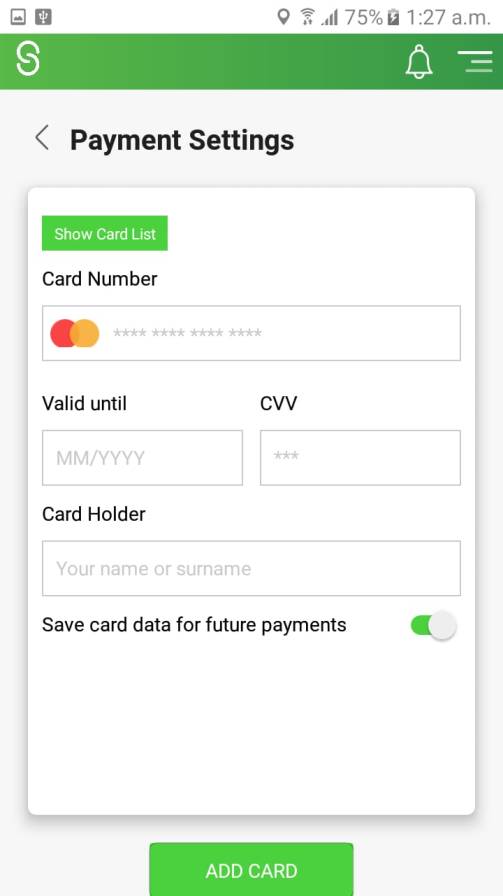 75% 1:27 a.m.
Payment Settings
Show Card List
Card Number
**** **** **** ****
Valid until CVV
MM/YYYY ***
Card Holder
Your name or surname
Save card data for future payments
ADD CARD